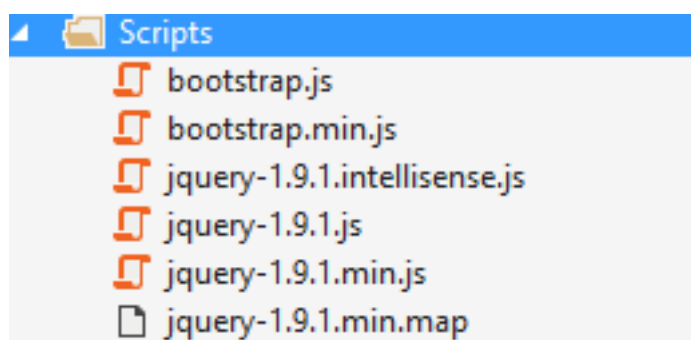 Scripts
bootstrap.js
bootstrap.min.js
jquery-1.9.1.intellisense.js
jquery-1.9.1.js
jquery-1.9.1.min.js
jquery-1.9.1.min.map